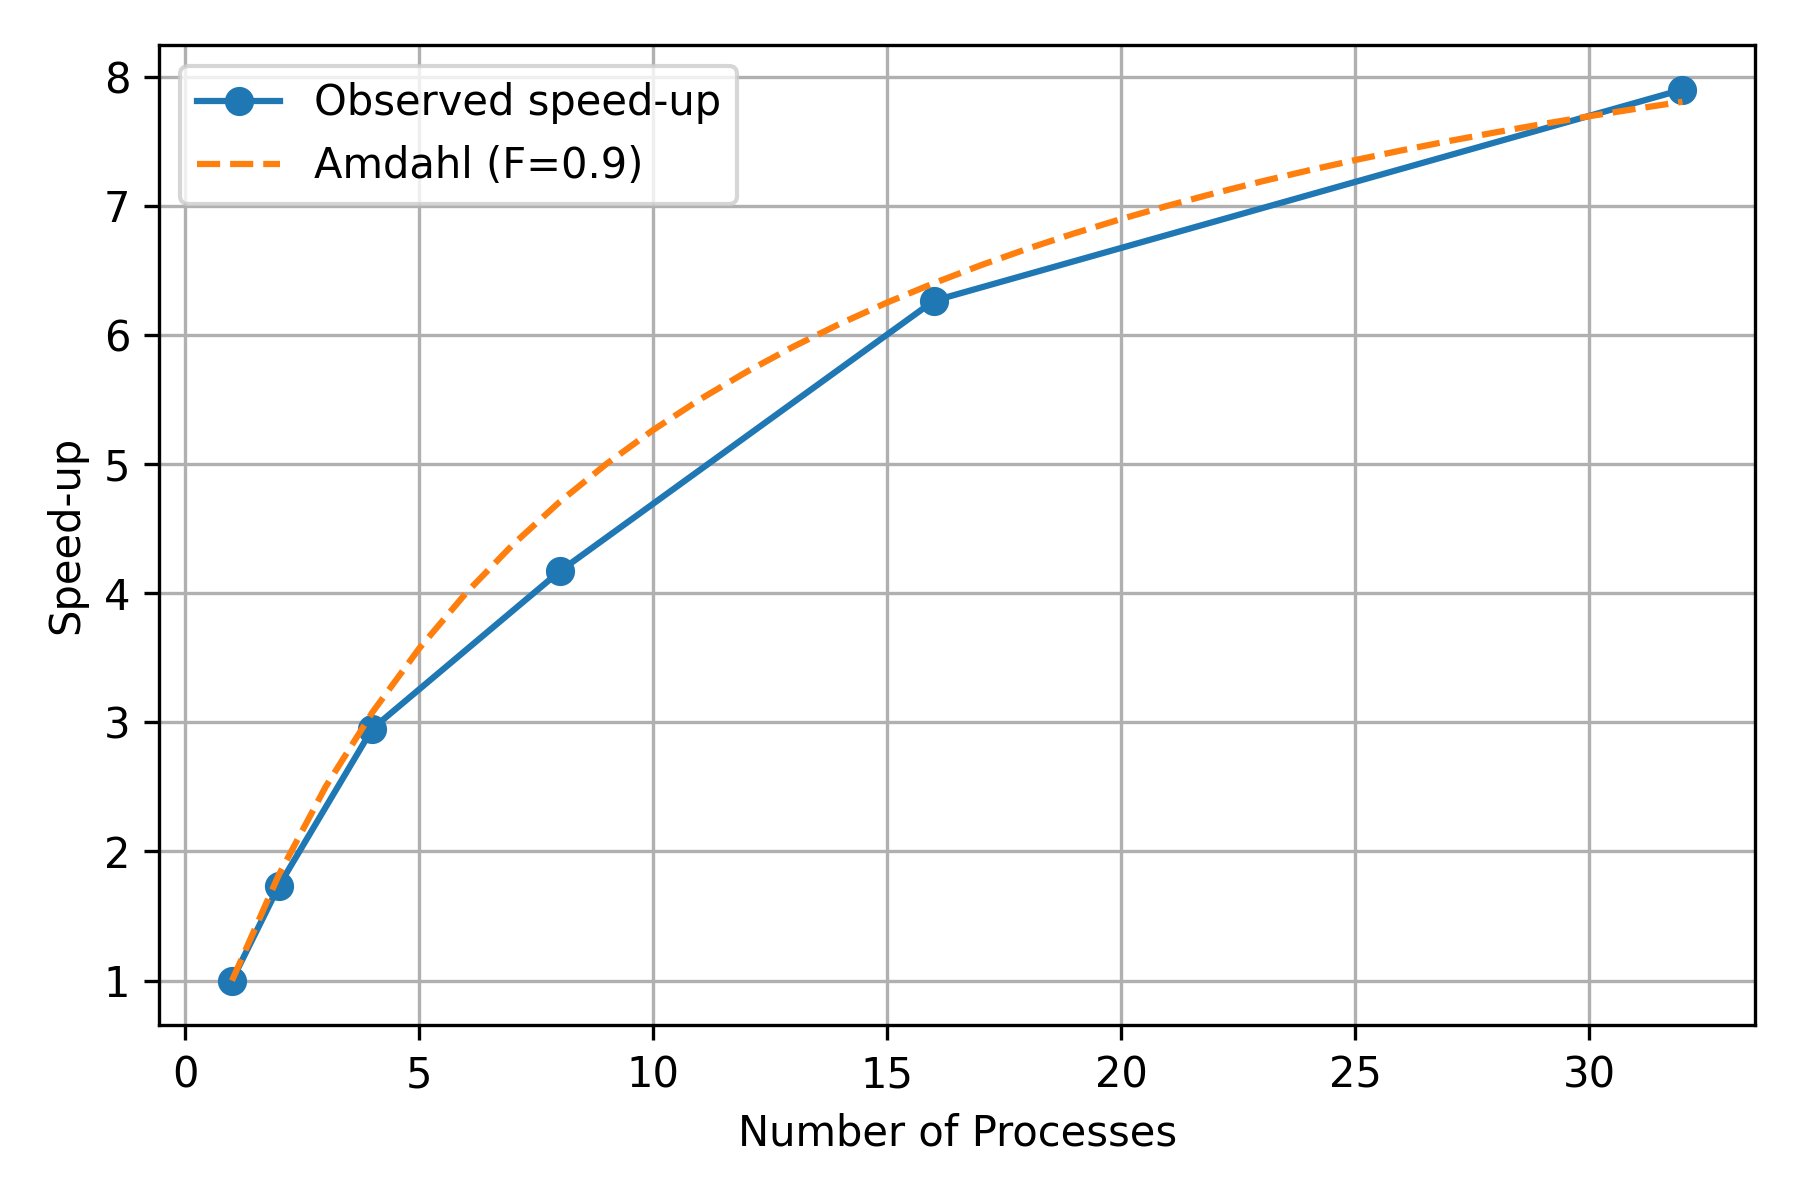 Observed speed-up
Amdahl (F=0.9)
8
7
6
5
4
3
2
1
Speed-up
0 5 10 15 20 25 30
Number of Processes